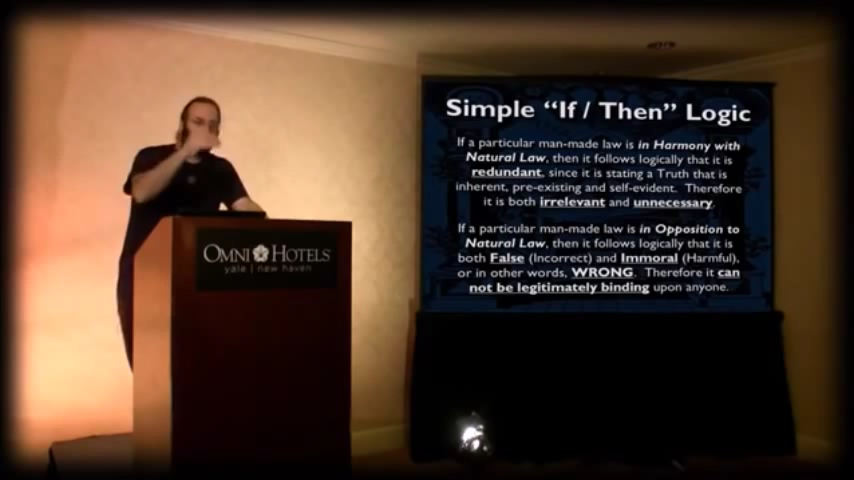 Simple “If / Then” Logic
If a particular man-made law is in Harmony with
Natural Law, then it follows logically that it is
redundant, since it is stating a Truth that is
inherent, pre-existing and self-evident. Therefore
it is both irrelevant and unnecessary.
If a particular man-made law is in Opposition to
Natural Law, then it follows logically that it is
both False (Incorrect) and Immoral (Harmful),
or in other words, WRONG. Therefore it can
not be legitimately binding upon anyone.
OMNI HOTELS
yale | new haven